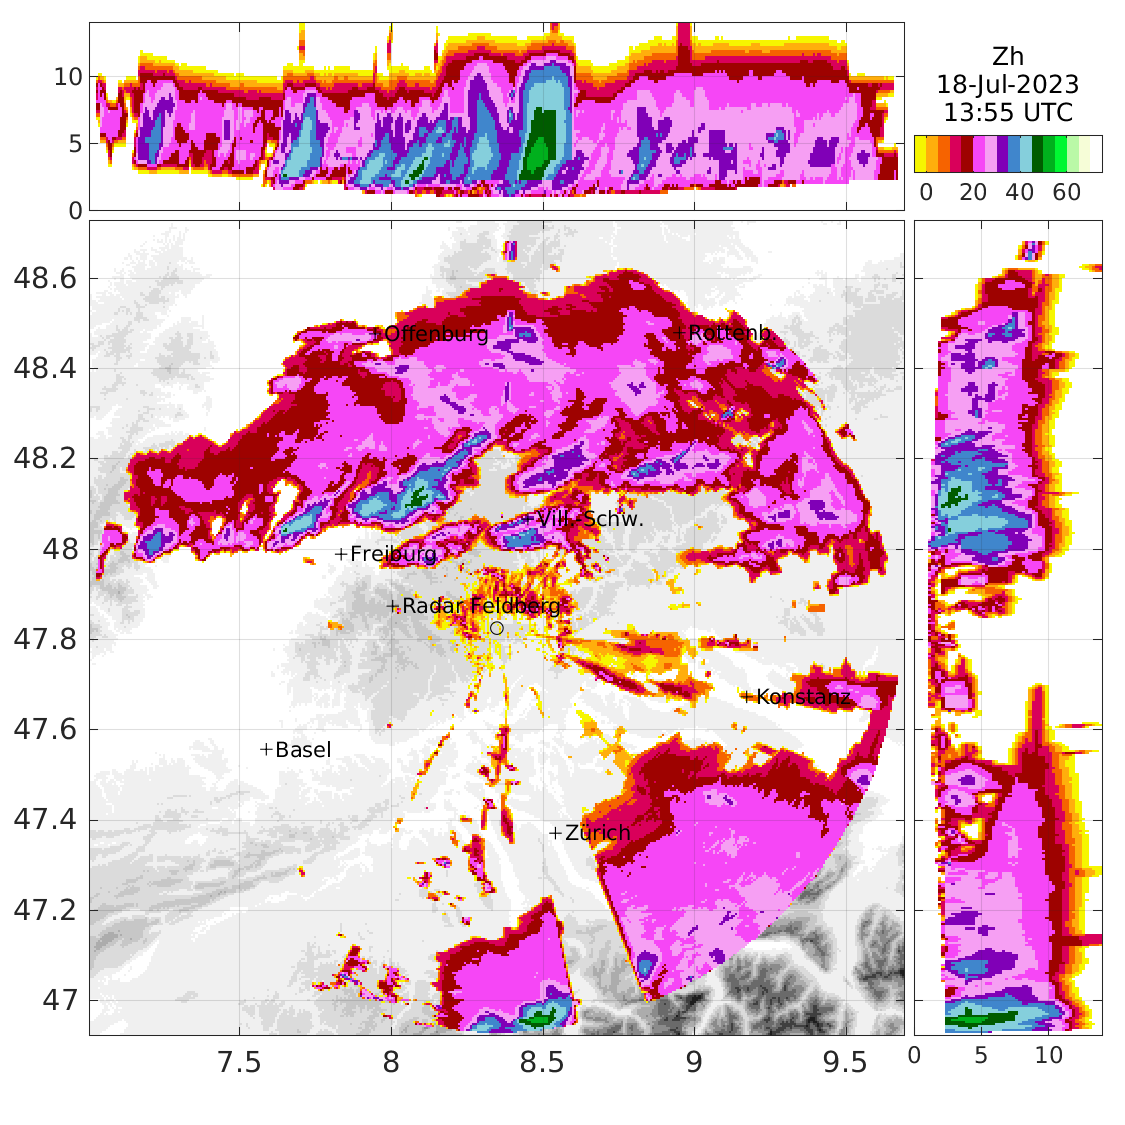 10
5
0
Zh
18-Jul-2023
13:55 UTC
0 20 40 60
48.6
48.4
48.2
48
47.8
47.6
47.4
47.2
47
+Offenburg
+Rottenb.
+Vill.-Schw.
+Freiburg
+Radar Feldberg
+Konstanz
+Basel
+Zürich
7.5 8 8.5 9 9.5
0 5 10